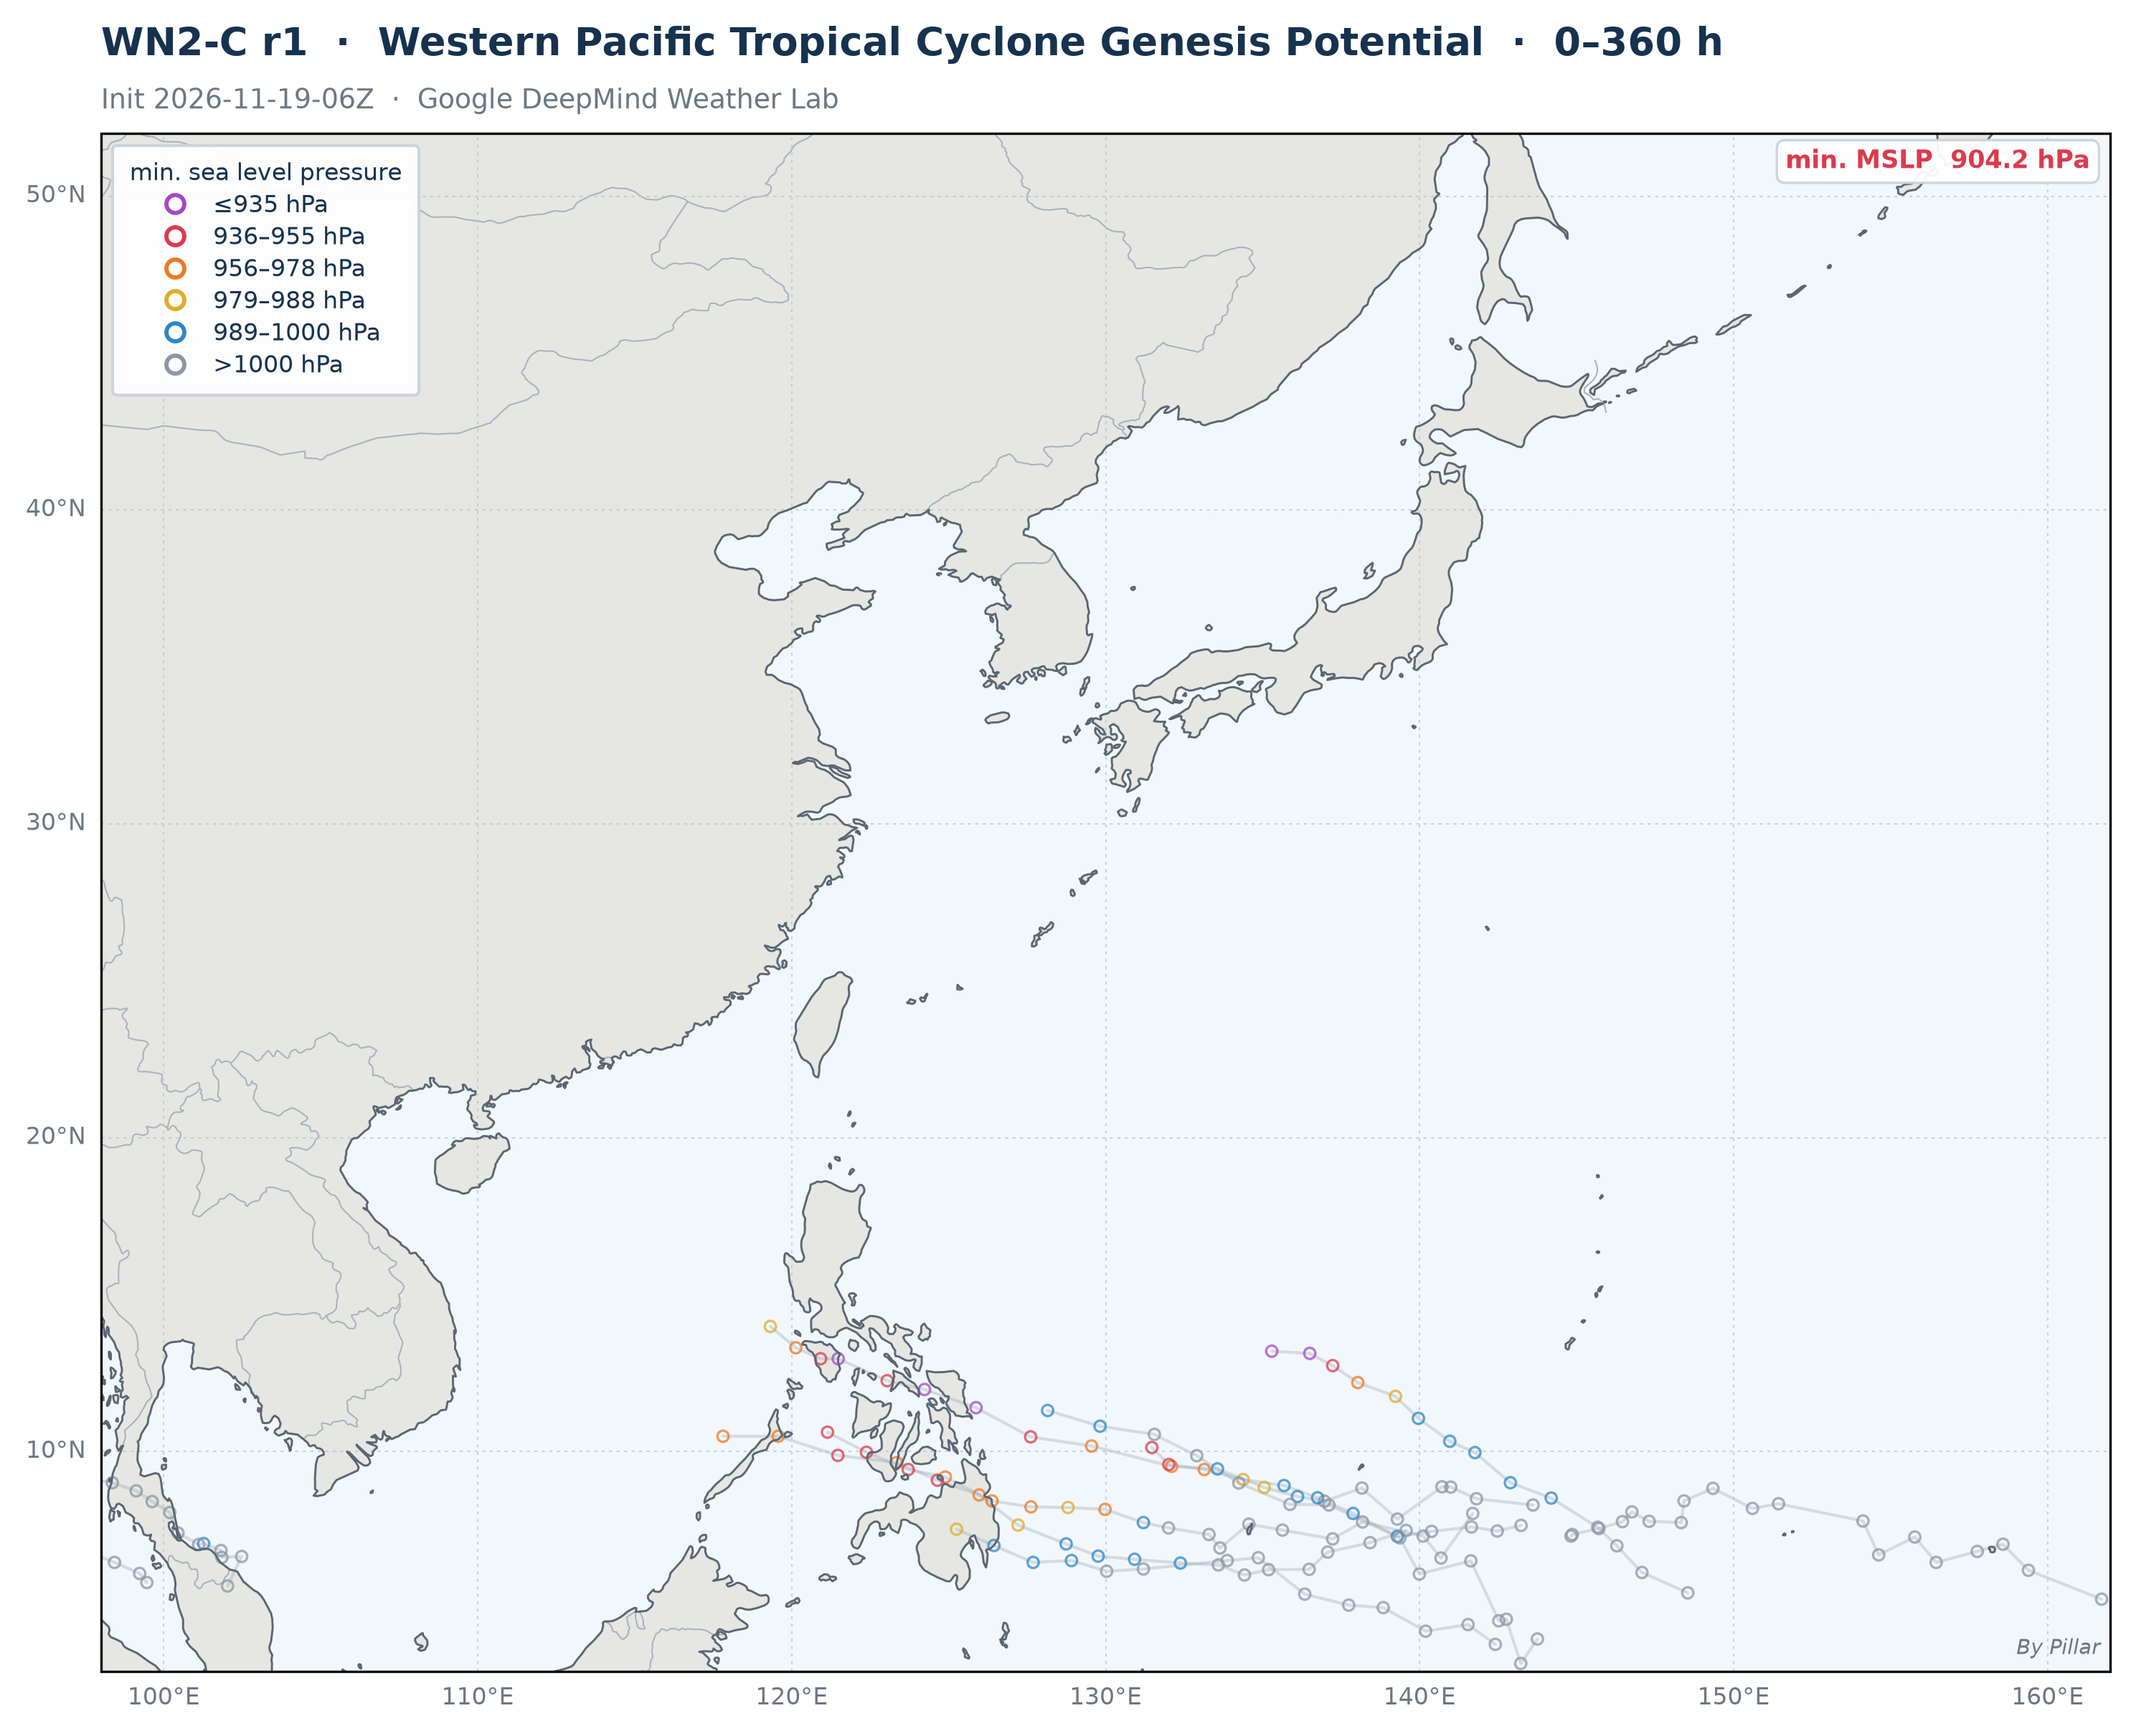 WN2-C r1 · Western Pacific Tropical Cyclone Genesis Potential · 0–360 h
Init 2026-11-19-06Z · Google DeepMind Weather Lab
min. sea level pressure
≤935 hPa
936–955 hPa
956–978 hPa
979–988 hPa
989–1000 hPa
>1000 hPa
min. MSLP 904.2 hPa
50°N
40°N
30°N
20°N
10°N
By Pillar
100°E 110°E 120°E 130°E 140°E 150°E 160°E